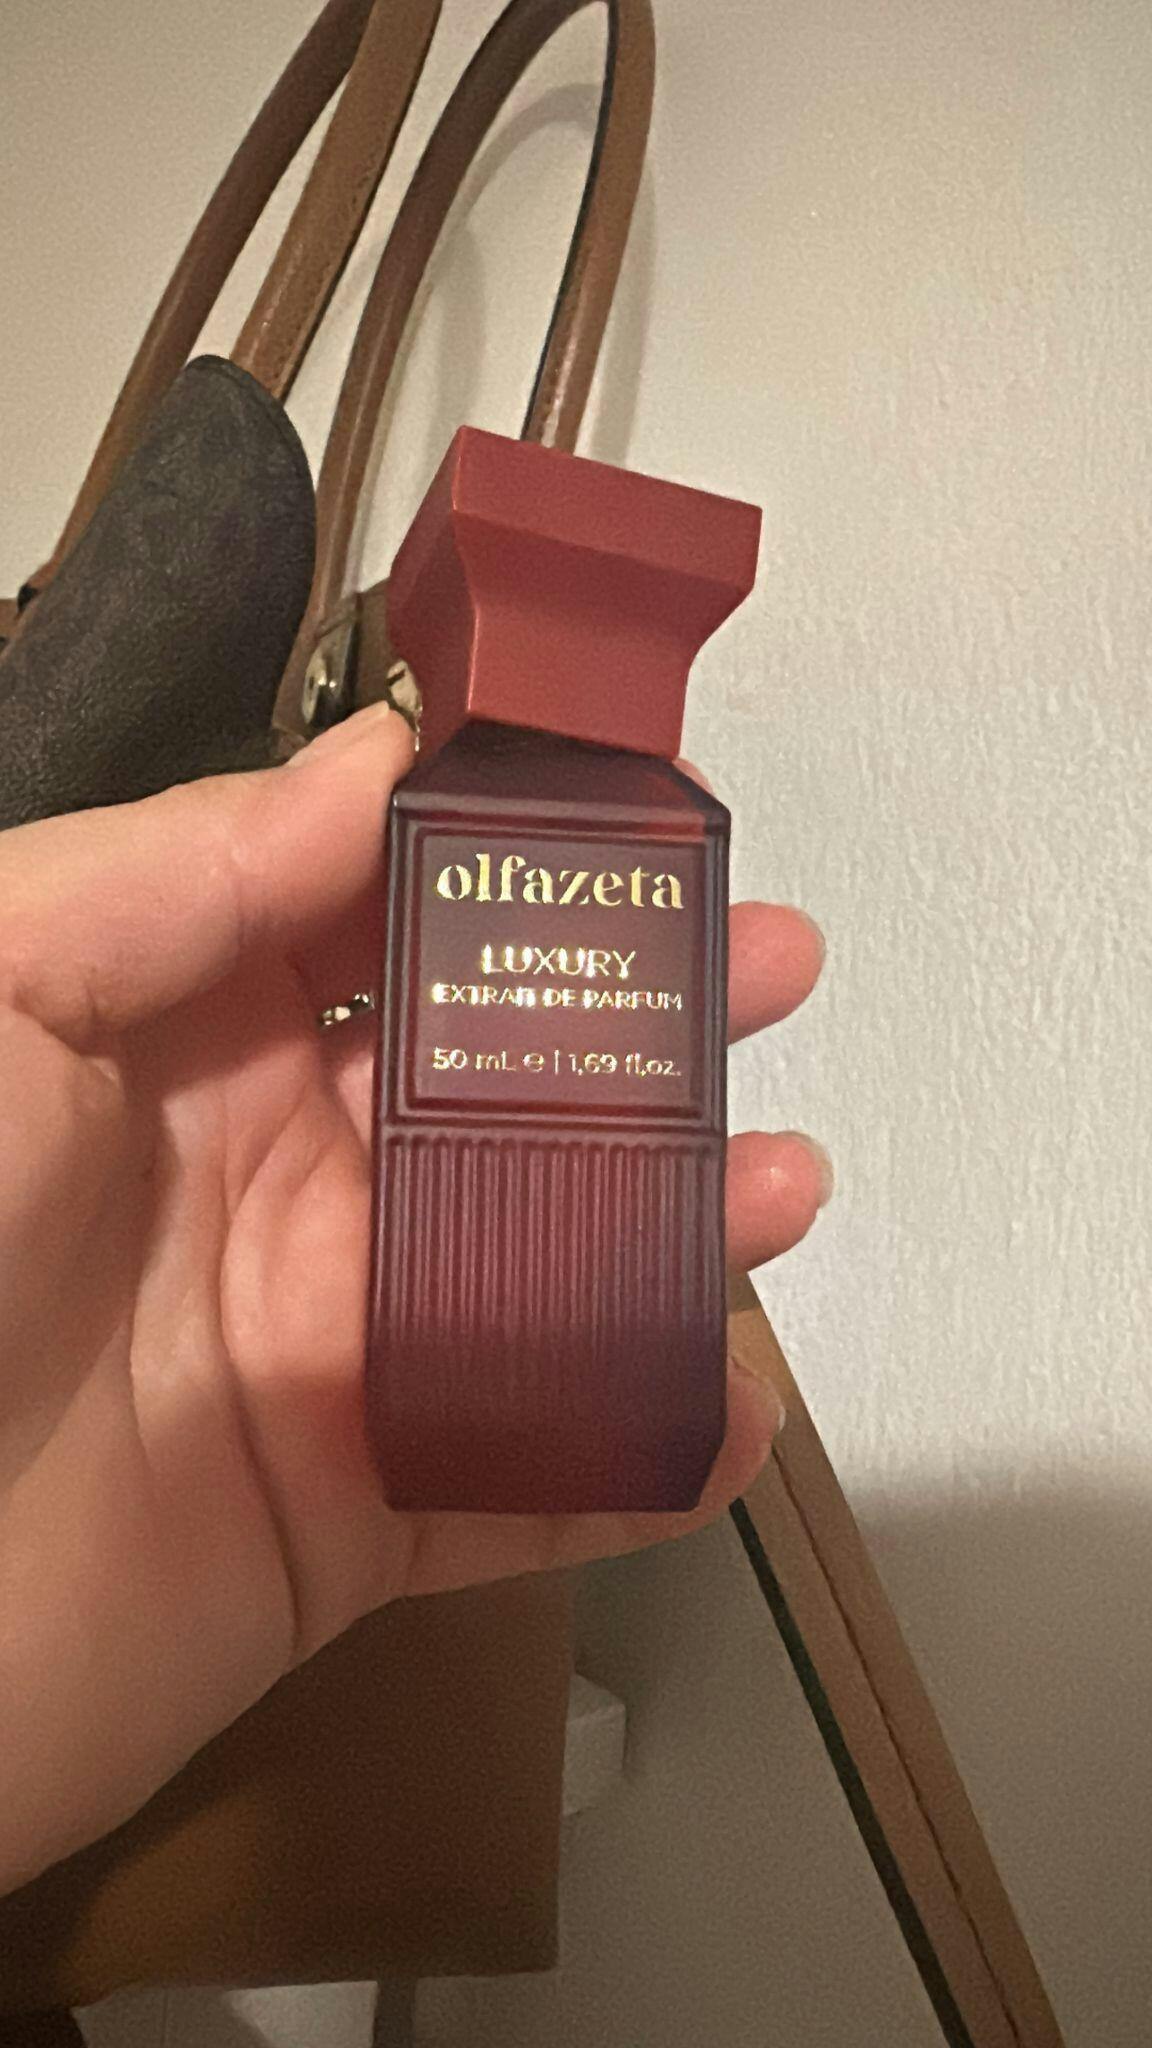 olfazeta
LUXURY
EXTRAIT DE PARFUM
50 mL ℮ | 1,69 fl.oz.